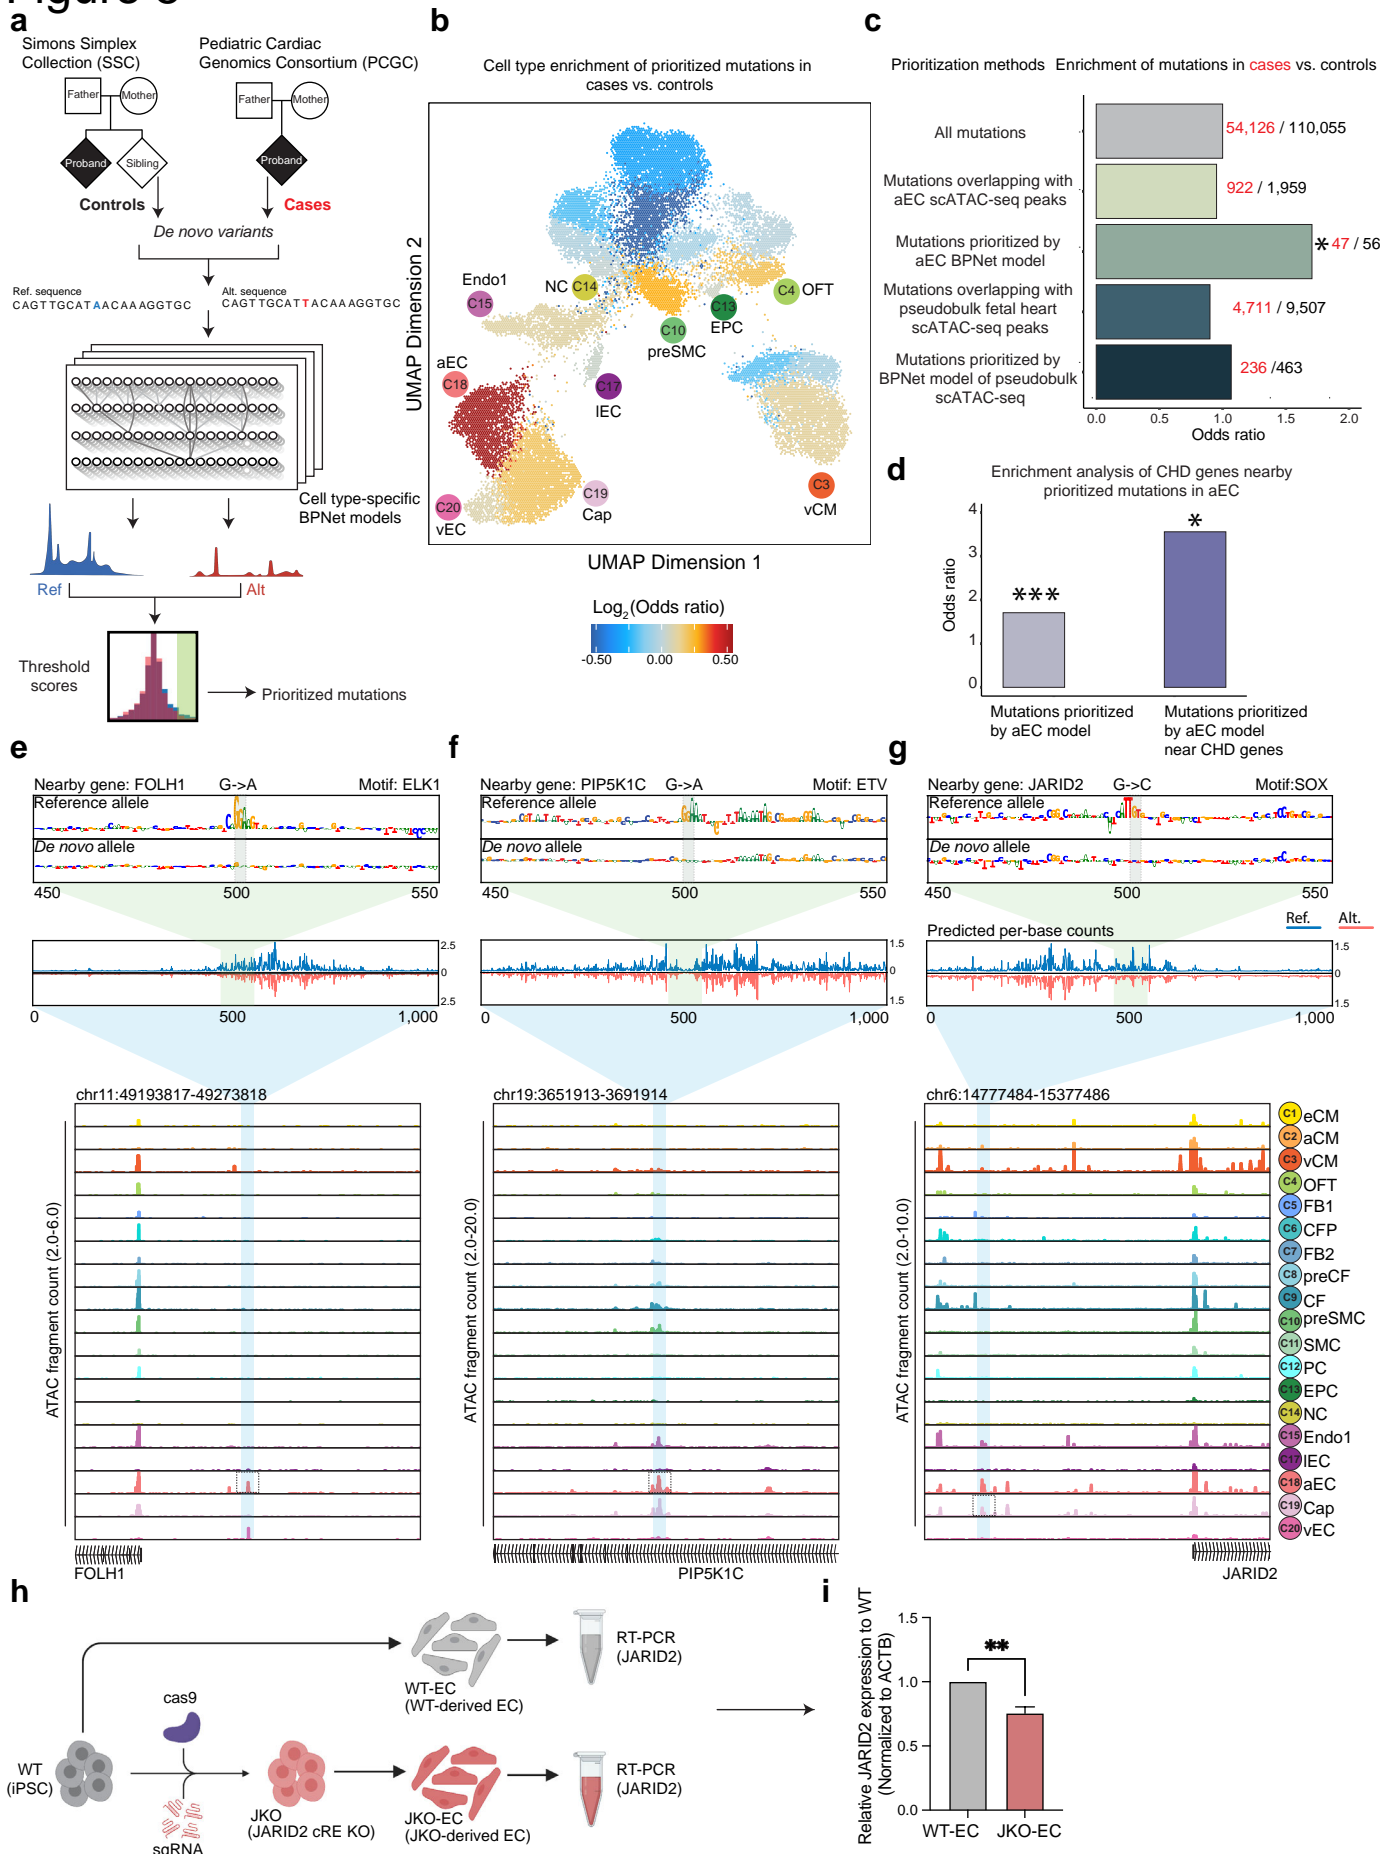 a
Simons Simplex
Collection (SSC)
Pediatric Cardiac
Genomics Consortium (PCGC)
Father
Mother
Father
Mother
Proband
Sibling
Proband
Controls
Cases
De novo variants
Ref. sequence
CAGTTGCATAACAAAGGTGC
Alt. sequence
CAGTTGCATTACAAAGGTGC
Cell type-specific
BPNet models
Ref
Alt
Threshold
scores
Prioritized mutations
b
Cell type enrichment of prioritized mutations in
cases vs. controls
UMAP Dimension 2
Endo1
C15
NC
C14
C4
OFT
C13
EPC
C10
preSMC
aEC
C18
C17
lEC
C20
vEC
C19
Cap
C3
vCM
UMAP Dimension 1
Log2(Odds ratio)
-0.50
0.00
0.50
c
Prioritization methods
Enrichment of mutations in cases vs. controls
All mutations
54,126 / 110,055
Mutations overlapping with
aEC scATAC-seq peaks
922 / 1,959
Mutations prioritized by
aEC BPNet model
* 47 / 56
Mutations overlapping with
pseudobulk fetal heart
scATAC-seq peaks
4,711 / 9,507
Mutations prioritized by
BPNet model of pseudobulk
scATAC-seq
236 /463
0.0
0.5
1.0
1.5
2.0
Odds ratio
d
Enrichment analysis of CHD genes nearby
prioritized mutations in aEC
Odds ratio
4
3
2
1
0
***
*
Mutations prioritized
by aEC model
Mutations prioritized
by aEC model
near CHD genes
e
Nearby gene: FOLH1
G->A
Motif: ELK1
Reference allele
De novo allele
450
500
550
2.5
0
2.5
0
500
1,000
chr11:49193817-49273818
ATAC fragment count (2.0-6.0)
FOLH1
f
Nearby gene: PIP5K1C
G->A
Motif: ETV
Reference allele
De novo allele
450
500
550
1.5
0
1.5
0
500
1,000
chr19:3651913-3691914
ATAC fragment count (2.0-20.0)
PIP5K1C
g
Nearby gene: JARID2
G->C
Motif:SOX
Reference allele
De novo allele
450
500
550
Ref.
Alt.
Predicted per-base counts
1.5
0
1.5
0
500
1,000
chr6:14777484-15377486
ATAC fragment count (2.0-10.0)
JARID2
C1 eCM
C2 aCM
C3 vCM
C4 OFT
C5 FB1
C6 CFP
C7 FB2
C8 preCF
C9 CF
C10 preSMC
C11 SMC
C12 PC
C13 EPC
C14 NC
C15 Endo1
C17 lEC
C18 aEC
C19 Cap
C20 vEC
h
WT
(iPSC)
cas9
sgRNA
JKO
(JARID2 cRE KO)
WT-EC
(WT-derived EC)
RT-PCR
(JARID2)
JKO-EC
(JKO-derived EC)
RT-PCR
(JARID2)
i
Relative JARID2 expression to WT
(Normalized to ACTB)
1.5
1.0
0.5
0.0
**
WT-EC
JKO-EC